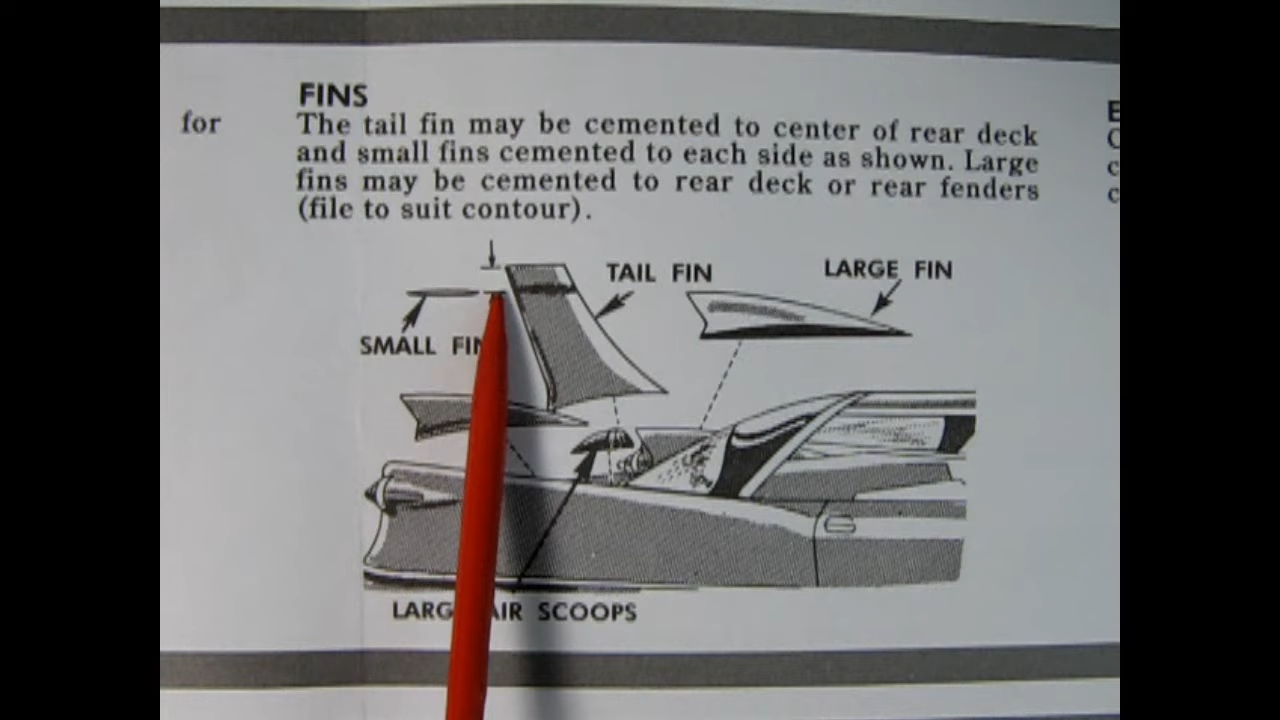 for
FINS
The tail fin may be cemented to center of rear deck
and small fins cemented to each side as shown. Large
fins may be cemented to rear deck or rear fenders
(file to suit contour).
TAIL FIN
LARGE FIN
SMALL FIN
LARGE AIR SCOOPS